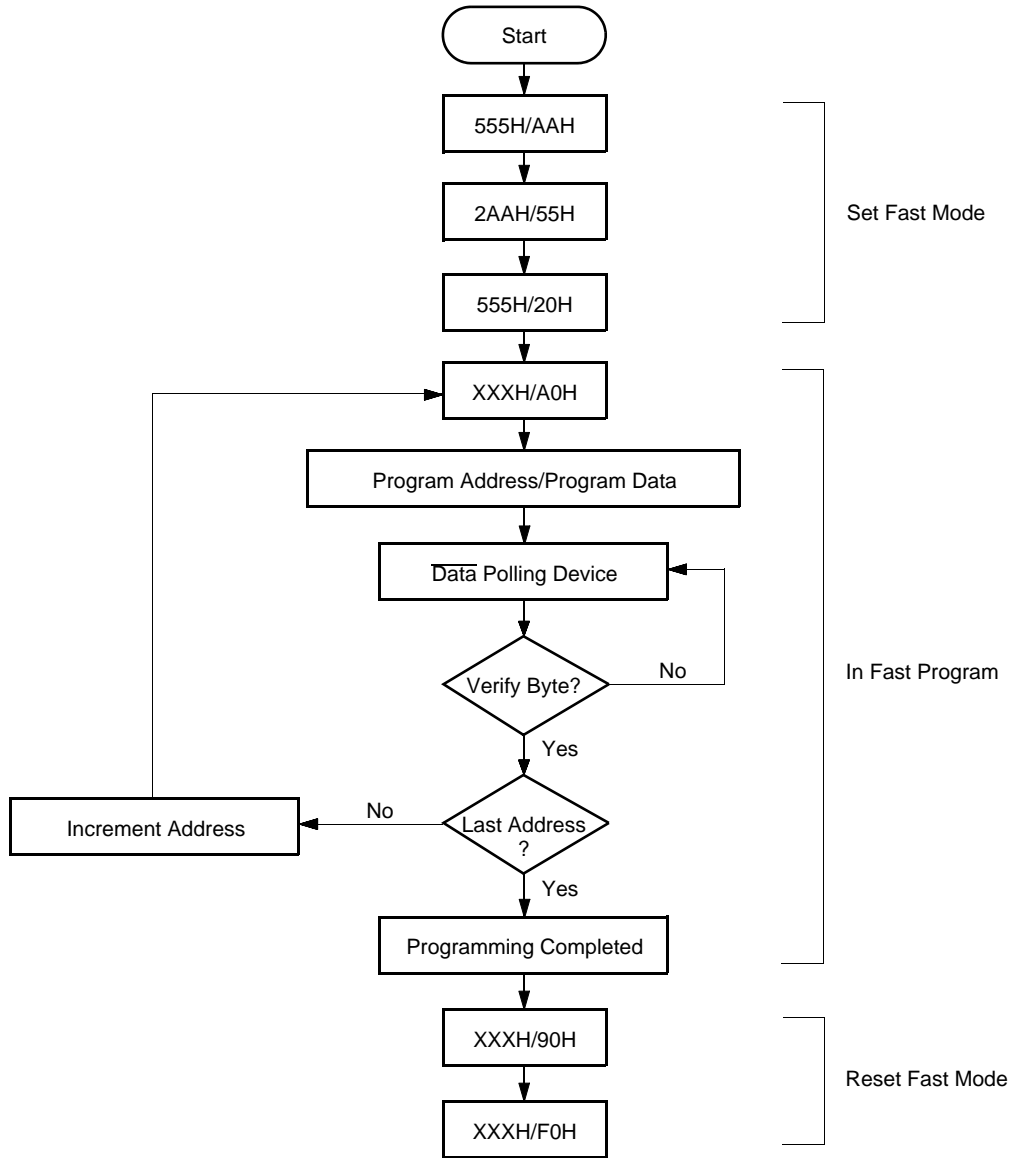 Start
555H/AAH
2AAH/55H
Set Fast Mode
555H/20H
XXXH/A0H
Program Address/Program Data
Data Polling Device
Verify Byte?
No
In Fast Program
Yes
Increment Address
No
Last Address
?
Yes
Programming Completed
XXXH/90H
Reset Fast Mode
XXXH/F0H